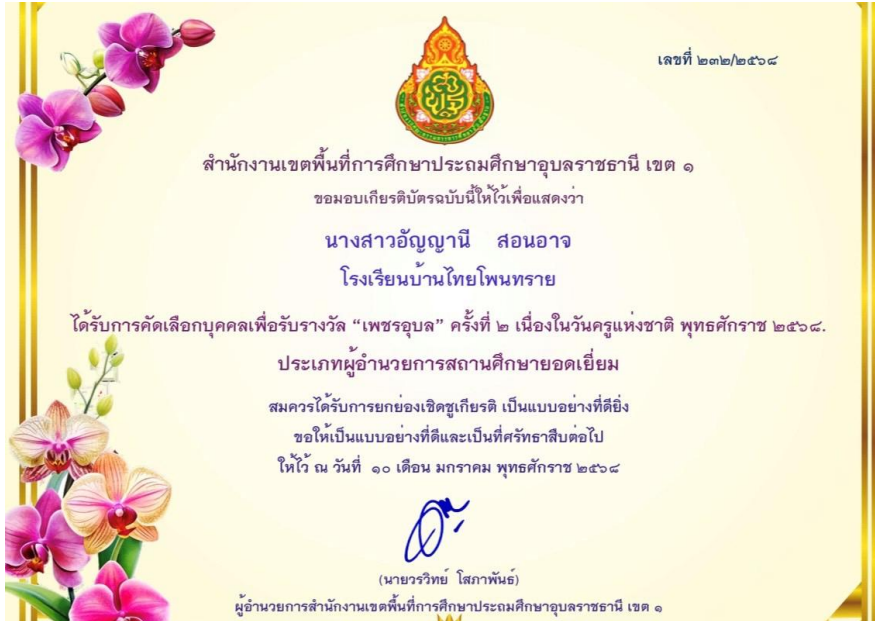 เลขที่ ๒๓๒/๒๕๖๘
สำนักงานเขตพื้นที่การศึกษาประถมศึกษาอุบลราชธานี เขต ๑
ขอมอบเกียรติบัตรฉบับนี้ให้ไว้เพื่อแสดงว่า
นางสาวอัญญานี สอนอาจ
โรงเรียนบ้านไทยโพนทราย
ได้รับการคัดเลือกบุคคลเพื่อรับรางวัล “เพชรอุบล” ครั้งที่ ๒ เนื่องในวันครูแห่งชาติ พุทธศักราช ๒๕๖๘.
ประเภทผู้อำนวยการสถานศึกษายอดเยี่ยม
สมควรได้รับการยกย่องเชิดชูเกียรติ เป็นแบบอย่างที่ดียิ่ง
ขอให้เป็นแบบอย่างที่ดีและเป็นที่ศรัทธาสืบต่อไป
ให้ไว้ ณ วันที่ ๑๐ เดือน มกราคม พุทธศักราช ๒๕๖๘
(นายวรวิทย์ โสภาพันธ์)
ผู้อำนวยการสำนักงานเขตพื้นที่การศึกษาประถมศึกษาอุบลราชธานี เขต ๑